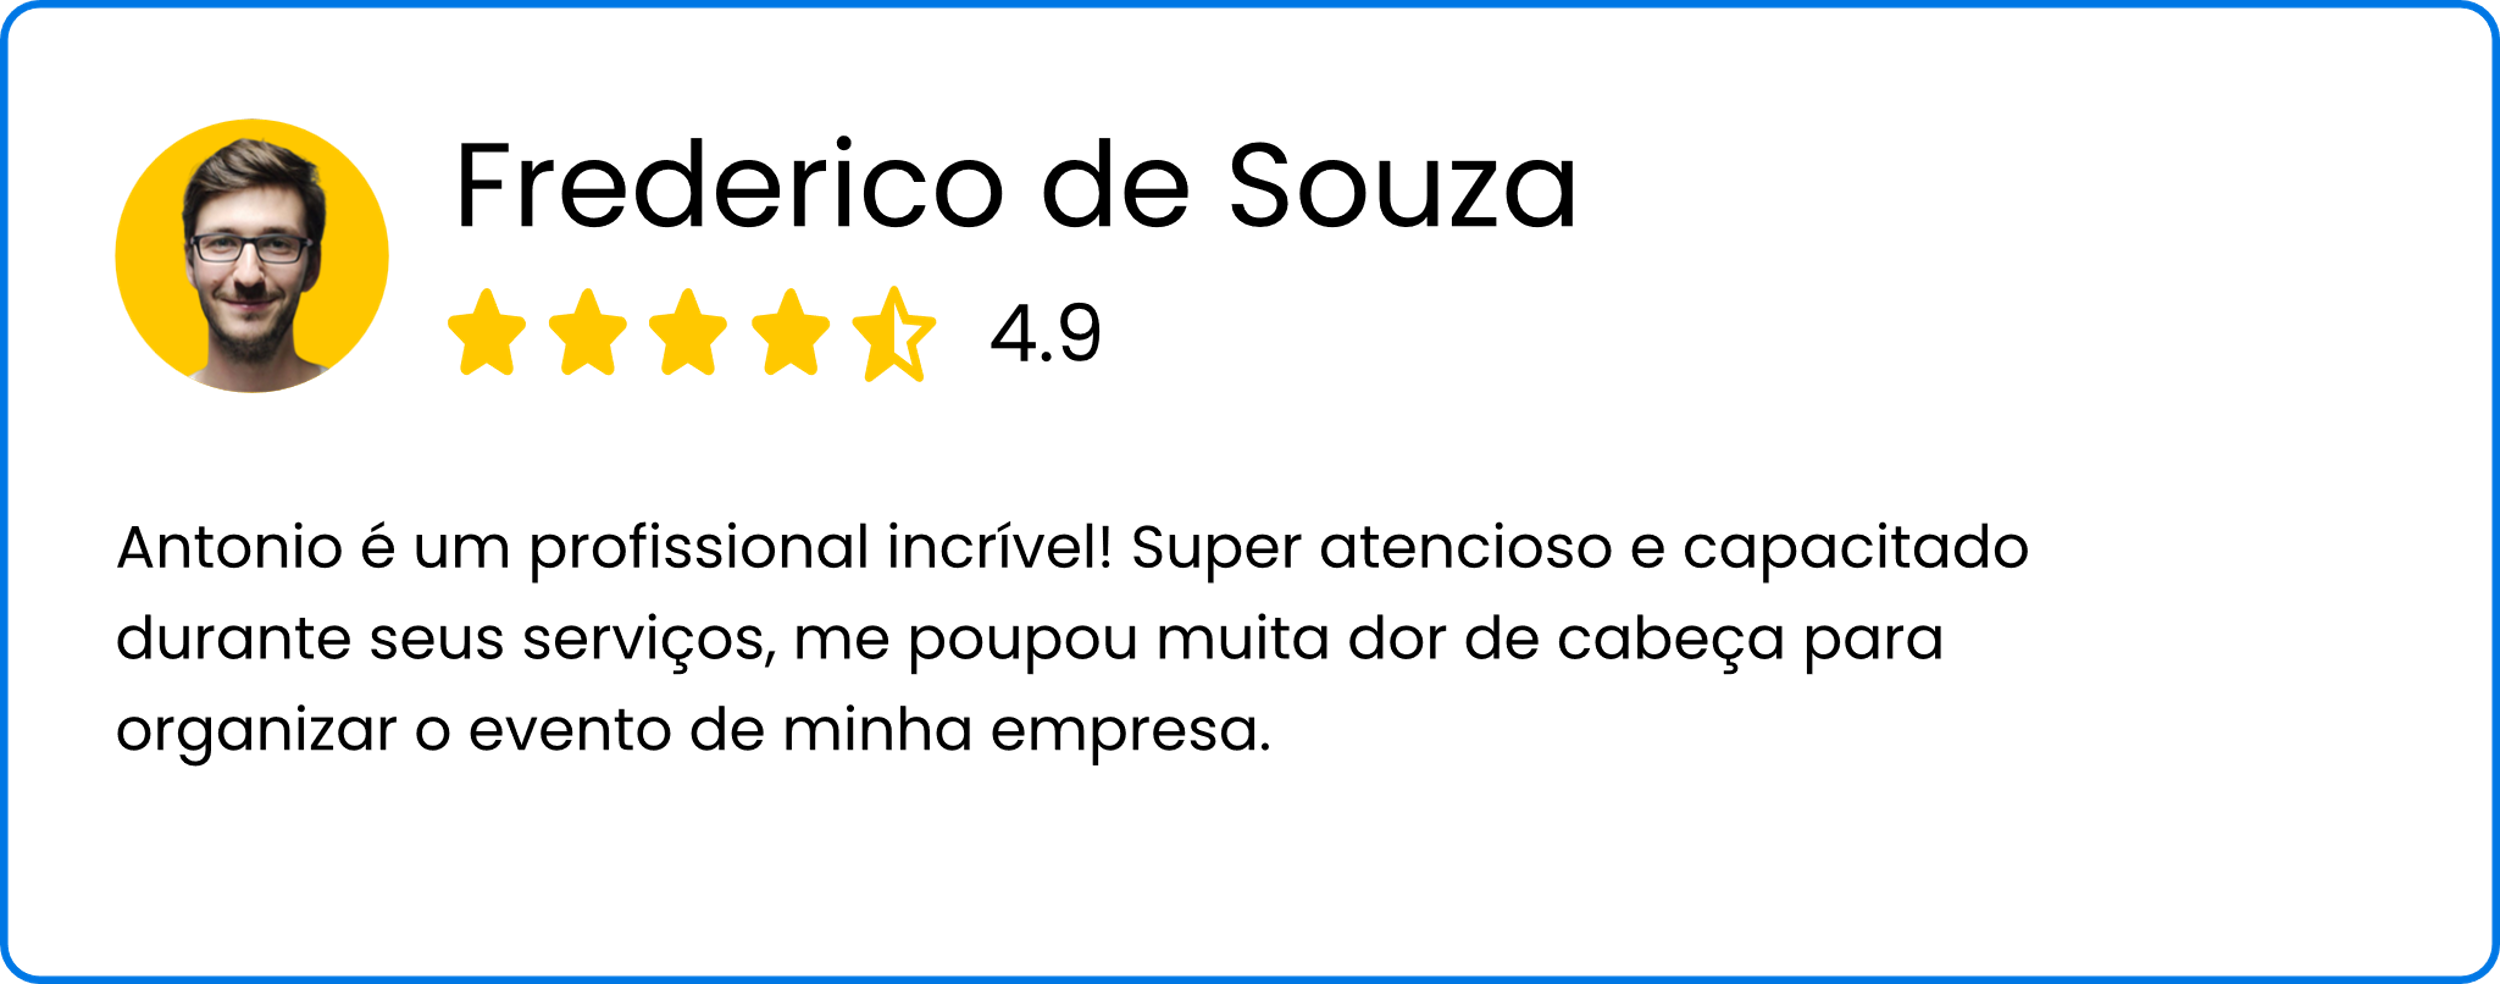 Frederico de Souza
4.9
Antonio é um profissional incrível! Super atencioso e capacitado
durante seus serviços, me poupou muita dor de cabeça para
organizar o evento de minha empresa.